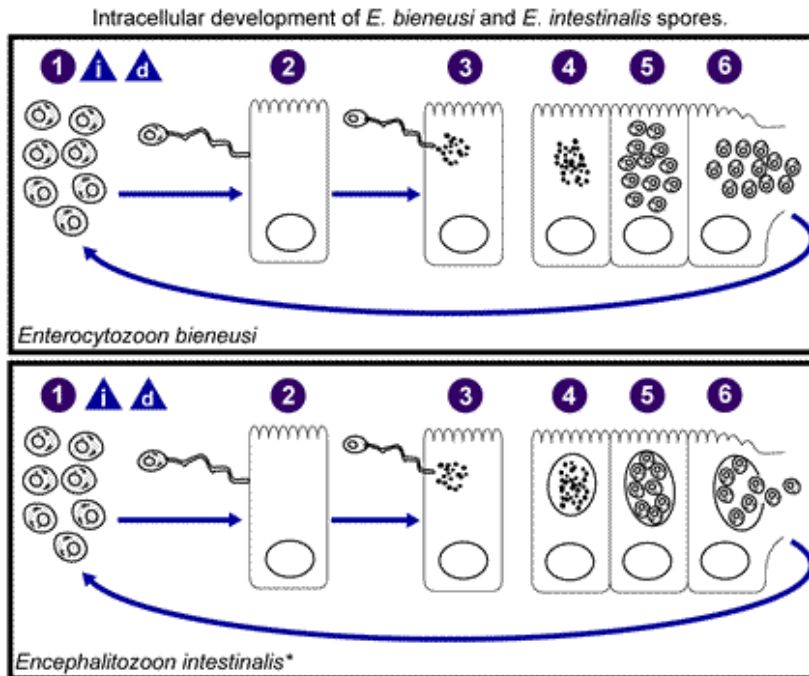 Intracellular development of E. bieneusi and E. intestinalis spores.
1 i d 2 3 4 5 6
Enterocytozoon bieneusi
1 i d 2 3 4 5 6
Encephalitozoon intestinalis*